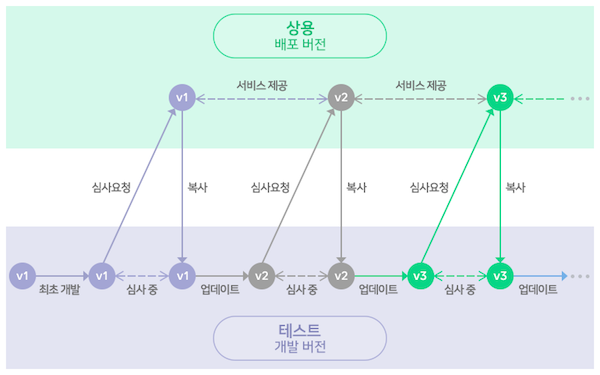 상용
배포 버전
서비스 제공
서비스 제공
v1
v2
v3
심사요청
복사
심사요청
복사
심사요청
복사
v1
v1
v1
v2
v2
v3
v3
최초 개발
심사 중
업데이트
심사 중
업데이트
심사 중
업데이트
테스트
개발 버전